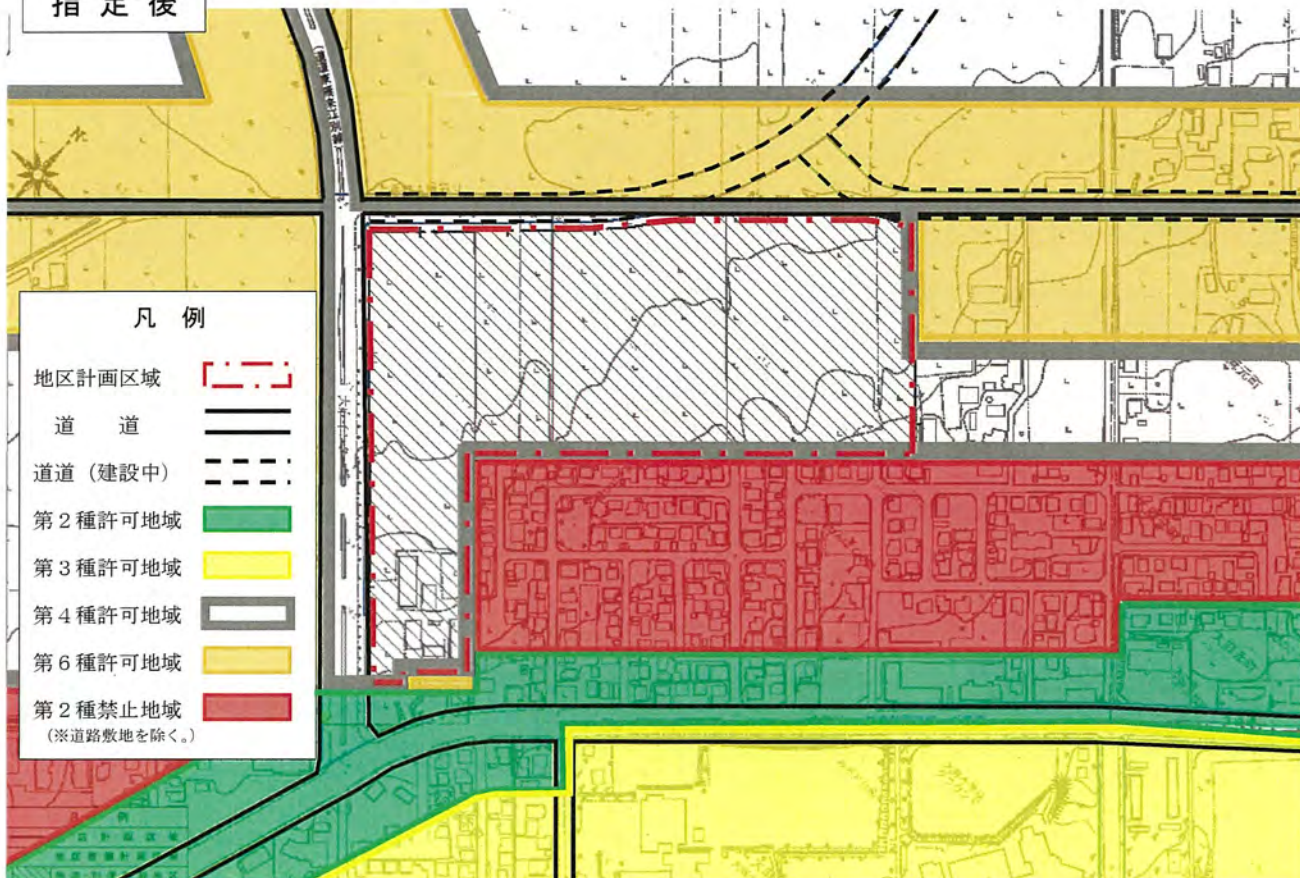 指定後
凡 例
地区計画区域
道 道
道道（建設中）
第２種許可地域
第３種許可地域
第４種許可地域
第６種許可地域
第２種禁止地域
（※道路敷地を除く。）